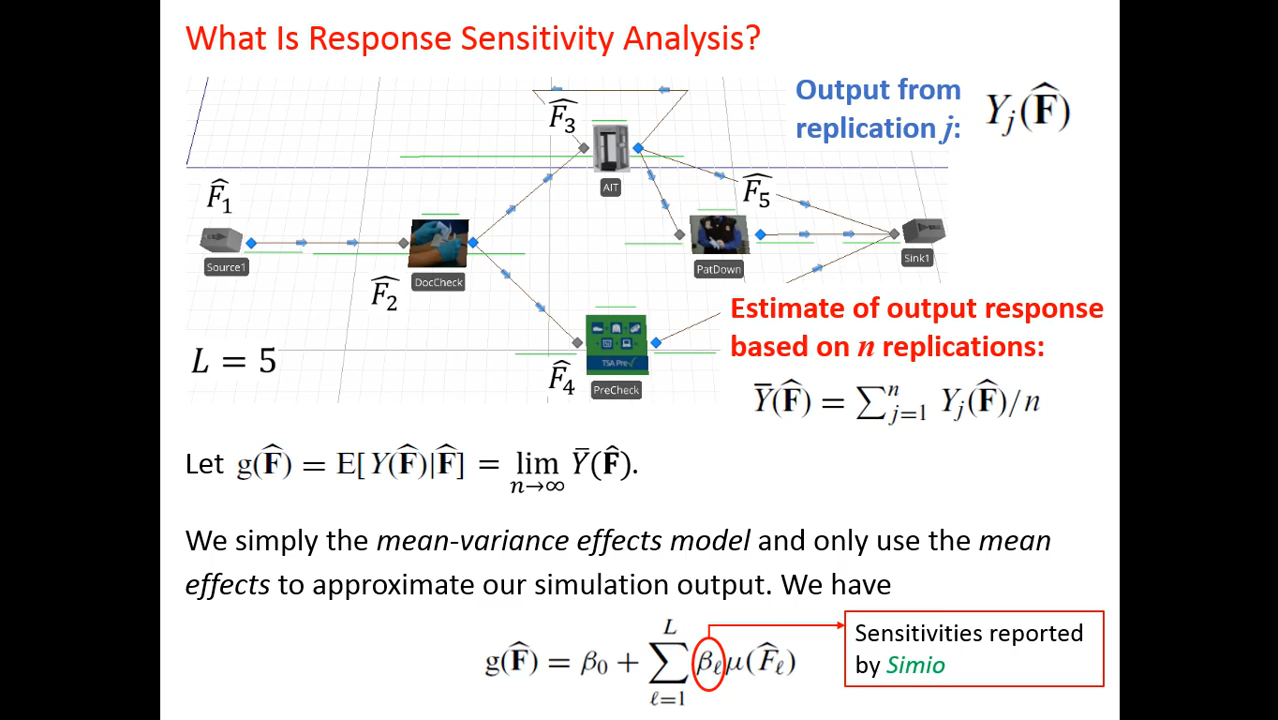 What Is Response Sensitivity Analysis?
Output from
replication j:
Y_j(F̂)
F̂_3
AIT
F̂_1
F̂_5
Source1
DocCheck
PatDown
Sink1
F̂_2
Estimate of output response
based on n replications:
L = 5
F̂_4
TSA Pre✓
PreCheck
Ȳ(F̂) = ∑_{j=1}^{n} Y_j(F̂)/n
Let g(F̂) = E[Y(F̂)|F̂] = lim_{n→∞} Ȳ(F̂).
We simply the mean-variance effects model and only use the mean
effects to approximate our simulation output. We have
g(F̂) = β_0 + ∑_{ℓ=1}^{L} β_ℓ μ(F̂_ℓ)
Sensitivities reported
by Simio